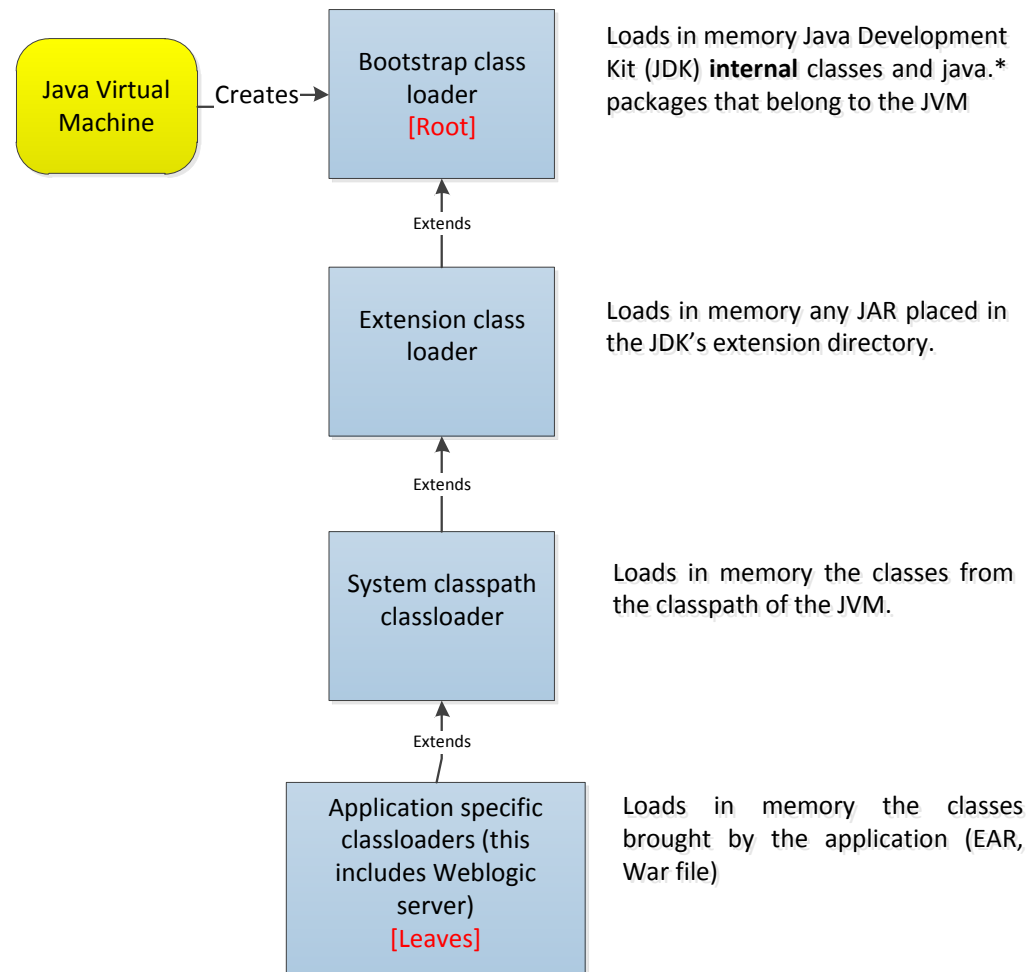 Java Virtual
Machine
Creates
Bootstrap class
loader
[Root]
Loads in memory Java Development
Kit (JDK) internal classes and java.*
packages that belong to the JVM
Extends
Extension class
loader
Loads in memory any JAR placed in
the JDK’s extension directory.
Extends
System classpath
classloader
Loads in memory the classes from
the classpath of the JVM.
Extends
Application specific
classloaders (this
includes Weblogic
server)
[Leaves]
Loads in memory the classes
brought by the application (EAR,
War file)